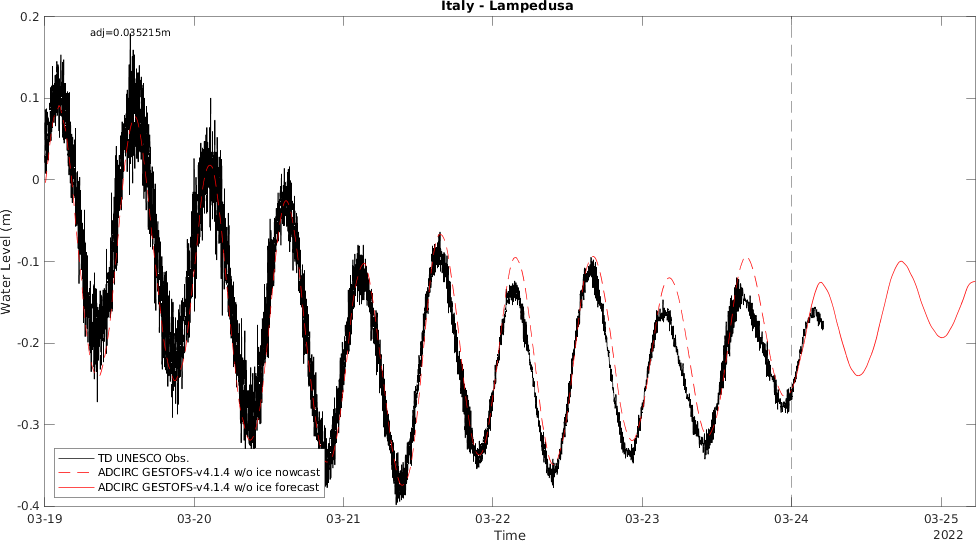 Italy - Lampedusa
adj=0.035215m
0.2
0.1
0
-0.1
-0.2
-0.3
-0.4
Water Level (m)
TD UNESCO Obs.
ADCIRC GESTOFS-v4.1.4 w/o ice nowcast
ADCIRC GESTOFS-v4.1.4 w/o ice forecast
03-19 03-20 03-21 03-22 03-23 03-24 03-25
Time
2022